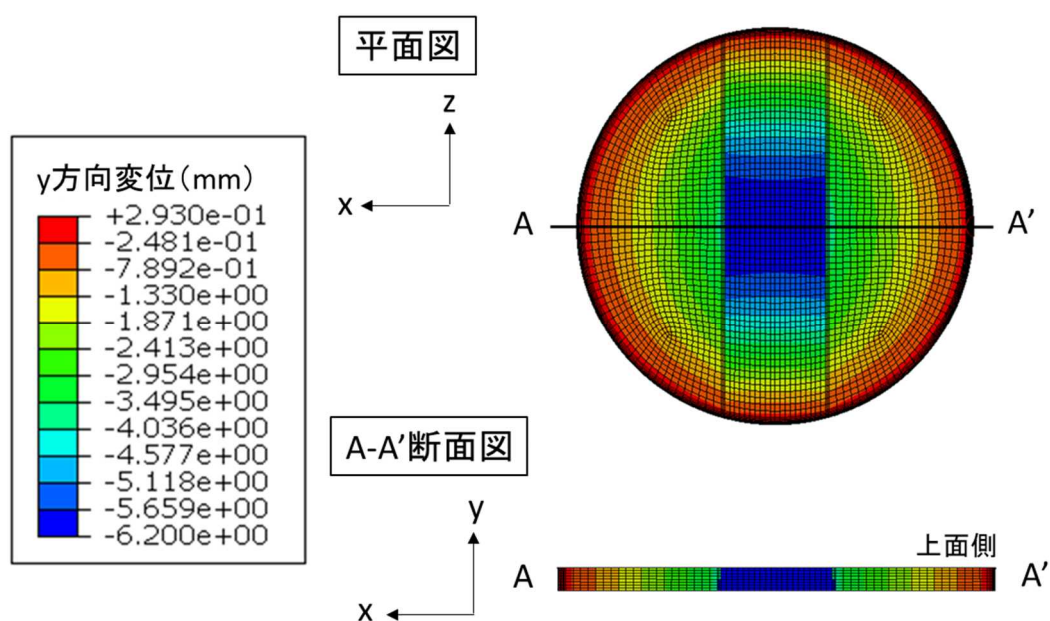 平面図
z
x
A
A'
y方向変位(mm)
+2.930e-01
-2.481e-01
-7.892e-01
-1.330e+00
-1.871e+00
-2.413e+00
-2.954e+00
-3.495e+00
-4.036e+00
-4.577e+00
-5.118e+00
-5.659e+00
-6.200e+00
A-A'断面図
y
x
上面側
A
A'